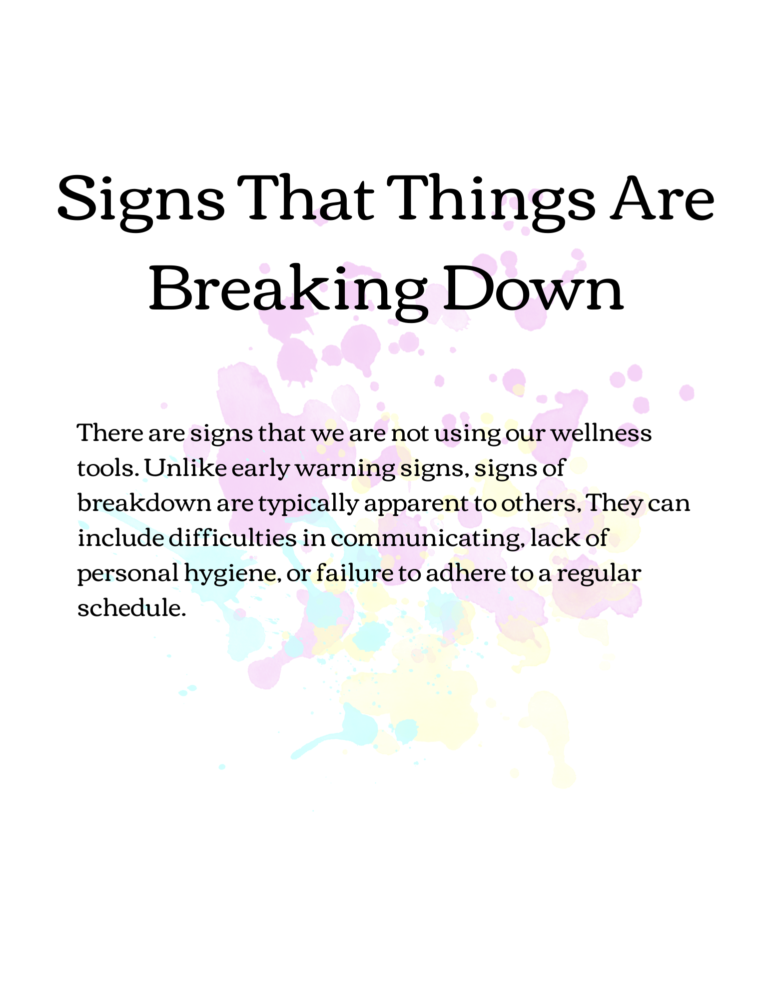 Signs That Things Are
Breaking Down
There are signs that we are not using our wellness
tools. Unlike early warning signs, signs of
breakdown are typically apparent to others, They can
include difficulties in communicating, lack of
personal hygiene, or failure to adhere to a regular
schedule.